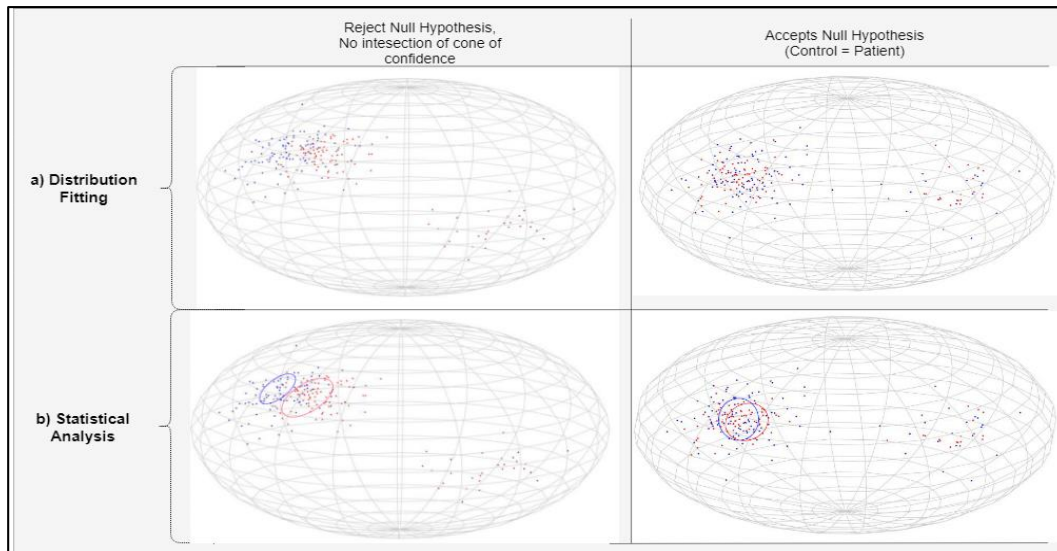 Reject Null Hypothesis,
No intesection of cone of
confidence
Accepts Null Hypothesis
(Control = Patient)
a) Distribution
Fitting
b) Statistical
Analysis